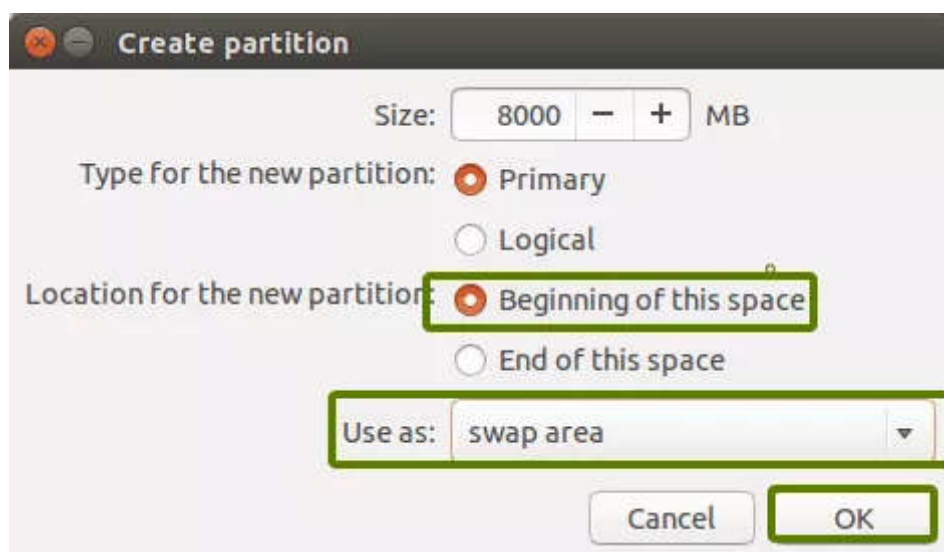 Create partition
Size: 8000 − + MB
Type for the new partition: Primary
Logical
Location for the new partition: Beginning of this space
End of this space
Use as: swap area
Cancel OK